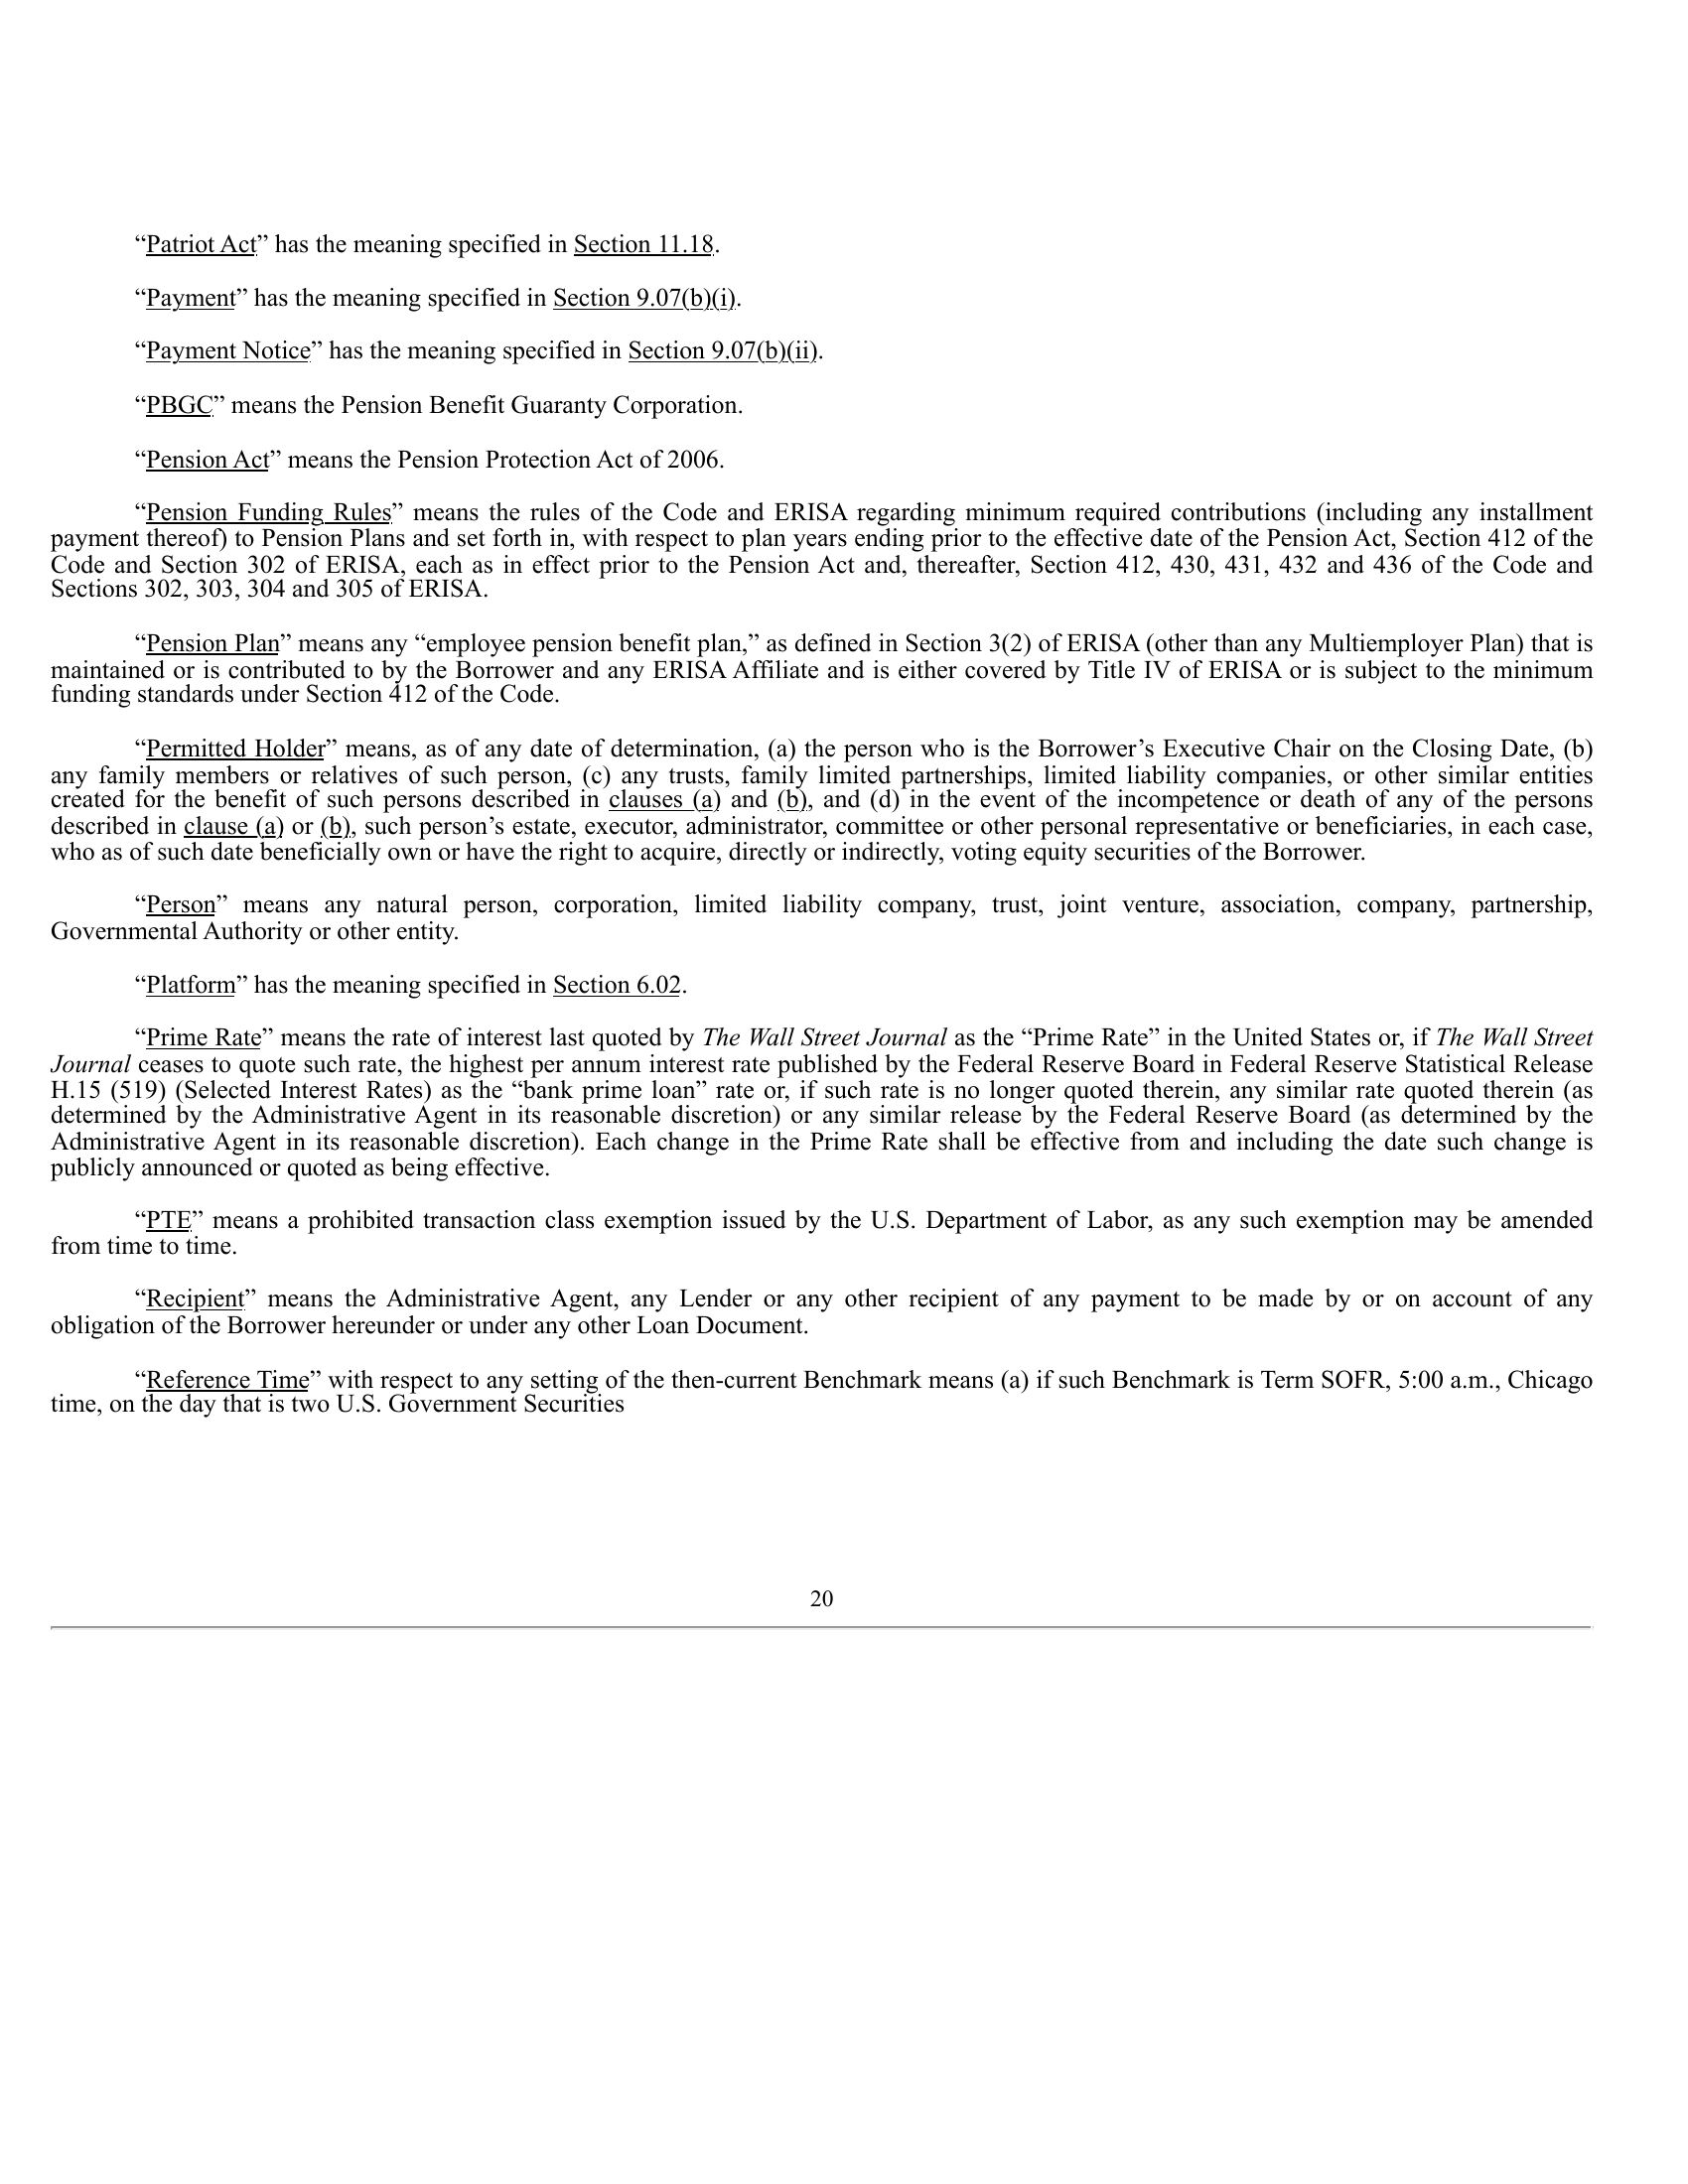 “Patriot Act” has the meaning specified in Section 11.18.
“Payment” has the meaning specified in Section 9.07(b)(i).
“Payment Notice” has the meaning specified in Section 9.07(b)(ii).
“PBGC” means the Pension Benefit Guaranty Corporation.
“Pension Act” means the Pension Protection Act of 2006.
“Pension Funding Rules” means the rules of the Code and ERISA regarding minimum required contributions (including any installment
payment thereof) to Pension Plans and set forth in, with respect to plan years ending prior to the effective date of the Pension Act, Section 412 of the
Code and Section 302 of ERISA, each as in effect prior to the Pension Act and, thereafter, Section 412, 430, 431, 432 and 436 of the Code and
Sections 302, 303, 304 and 305 of ERISA.
“Pension Plan” means any “employee pension benefit plan,” as defined in Section 3(2) of ERISA (other than any Multiemployer Plan) that is
maintained or is contributed to by the Borrower and any ERISA Affiliate and is either covered by Title IV of ERISA or is subject to the minimum
funding standards under Section 412 of the Code.
“Permitted Holder” means, as of any date of determination, (a) the person who is the Borrower’s Executive Chair on the Closing Date, (b)
any family members or relatives of such person, (c) any trusts, family limited partnerships, limited liability companies, or other similar entities
created for the benefit of such persons described in clauses (a) and (b), and (d) in the event of the incompetence or death of any of the persons
described in clause (a) or (b), such person’s estate, executor, administrator, committee or other personal representative or beneficiaries, in each case,
who as of such date beneficially own or have the right to acquire, directly or indirectly, voting equity securities of the Borrower.
“Person” means any natural person, corporation, limited liability company, trust, joint venture, association, company, partnership,
Governmental Authority or other entity.
“Platform” has the meaning specified in Section 6.02.
“Prime Rate” means the rate of interest last quoted by The Wall Street Journal as the “Prime Rate” in the United States or, if The Wall Street
Journal ceases to quote such rate, the highest per annum interest rate published by the Federal Reserve Board in Federal Reserve Statistical Release
H.15 (519) (Selected Interest Rates) as the “bank prime loan” rate or, if such rate is no longer quoted therein, any similar rate quoted therein (as
determined by the Administrative Agent in its reasonable discretion) or any similar release by the Federal Reserve Board (as determined by the
Administrative Agent in its reasonable discretion). Each change in the Prime Rate shall be effective from and including the date such change is
publicly announced or quoted as being effective.
“PTE” means a prohibited transaction class exemption issued by the U.S. Department of Labor, as any such exemption may be amended
from time to time.
“Recipient” means the Administrative Agent, any Lender or any other recipient of any payment to be made by or on account of any
obligation of the Borrower hereunder or under any other Loan Document.
“Reference Time” with respect to any setting of the then-current Benchmark means (a) if such Benchmark is Term SOFR, 5:00 a.m., Chicago
time, on the day that is two U.S. Government Securities
20